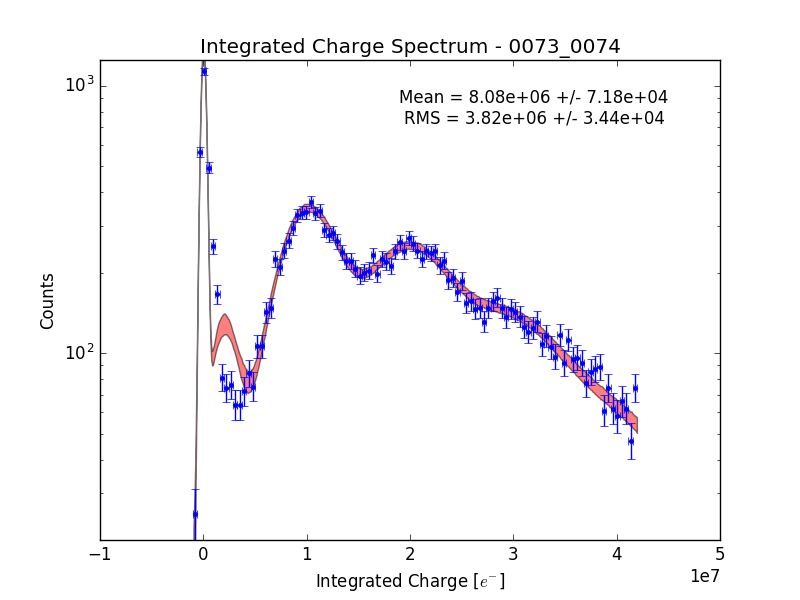 Integrated Charge Spectrum - 0073_0074
Mean = 8.08e+06 +/- 7.18e+04
RMS = 3.82e+06 +/- 3.44e+04
10³
10²
Counts
−1 0 1 2 3 4 5
1e7
Integrated Charge [e⁻]